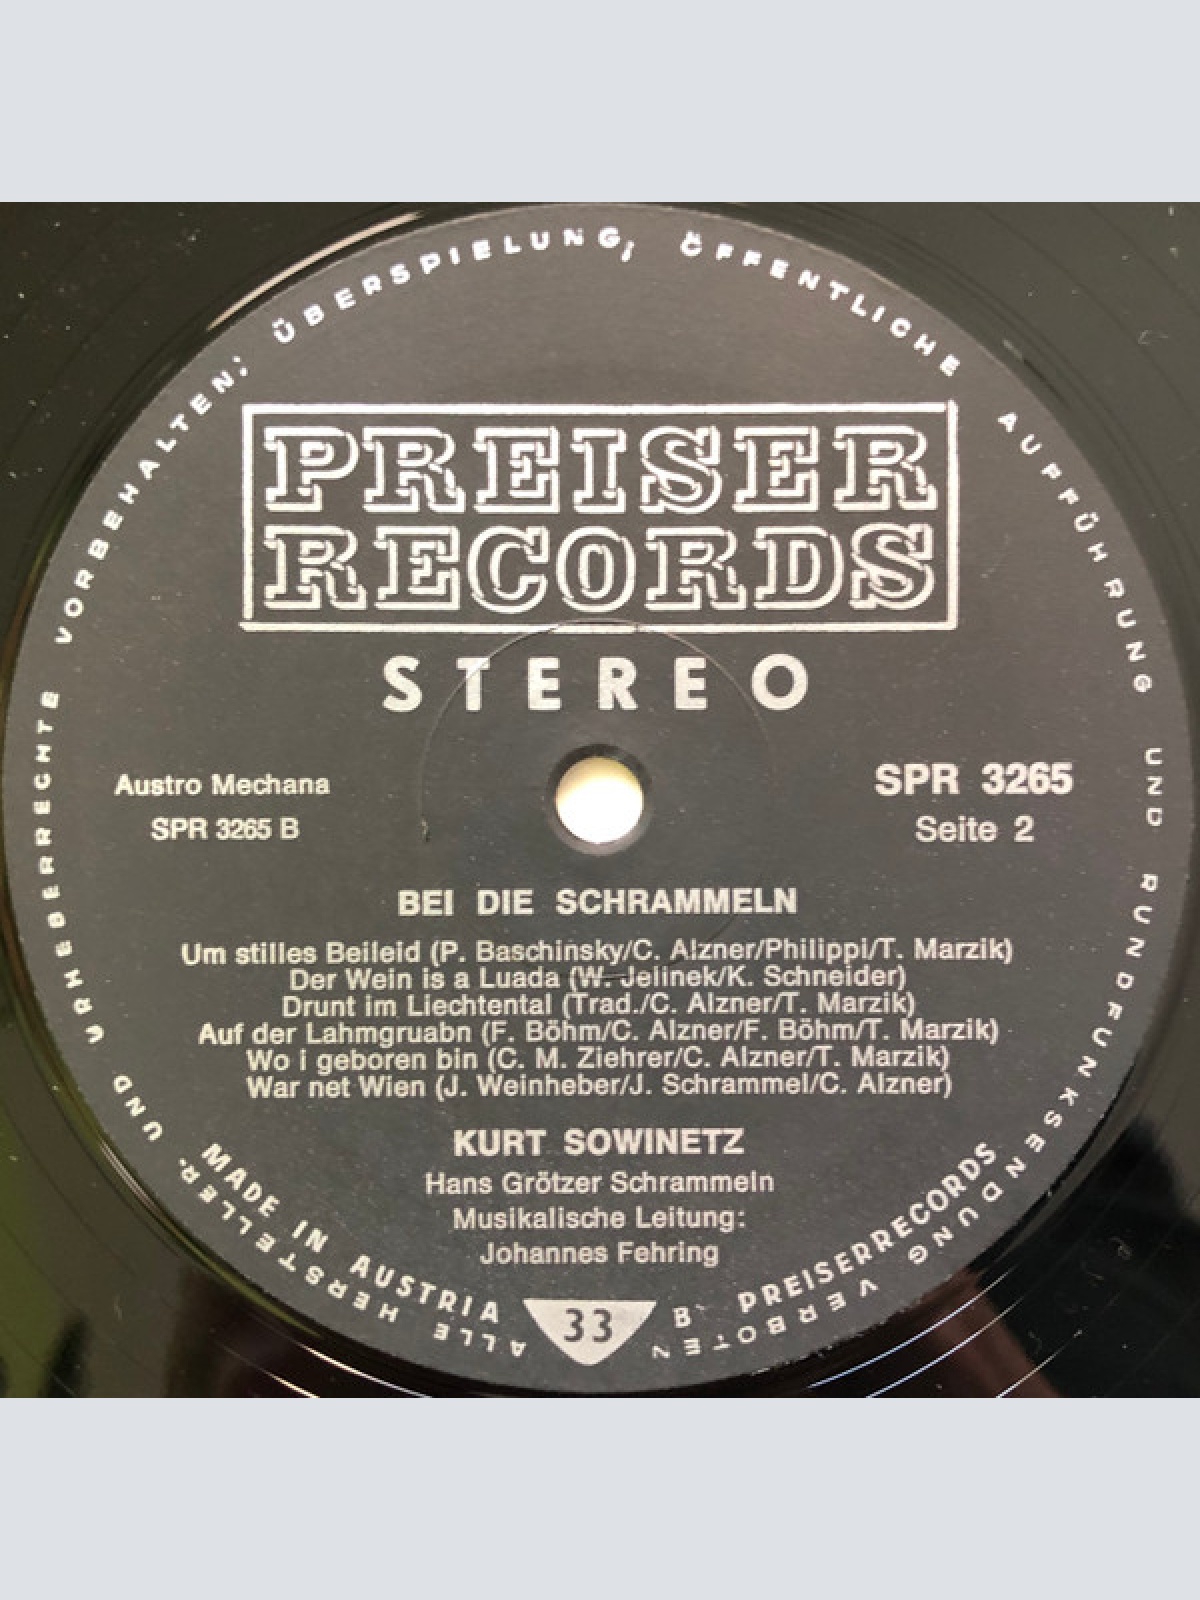 ALLE HERSTELLER- UND URHEBERRECHTE VORBEHALTEN; ÜBERSPIELUNG, ÖFFENTLICHE AUFFÜHRUNG UND RUNDFUNKSENDUNG VERBOTEN
PREISER
RECORDS
STEREO
Austro Mechana
SPR 3265 B
SPR 3265
Seite 2
BEI DIE SCHRAMMELN
Um stilles Beileid (P. Baschinsky/C. Alzner/Philippi/T. Marzik)
Der Wein is a Luada (W. Jelinek/K. Schneider)
Drunt im Liechtental (Trad./C. Alzner/T. Marzik)
Auf der Lahmgruabn (F. Böhm/C. Alzner/F. Böhm/T. Marzik)
Wo i geboren bin (C. M. Ziehrer/C. Alzner/T. Marzik)
War net Wien (J. Weinheber/J. Schrammel/C. Alzner)
KURT SOWINETZ
Hans Grötzer Schrammeln
Musikalische Leitung:
Johannes Fehring
MADE IN AUSTRIA
33
B PREISERRECORDS